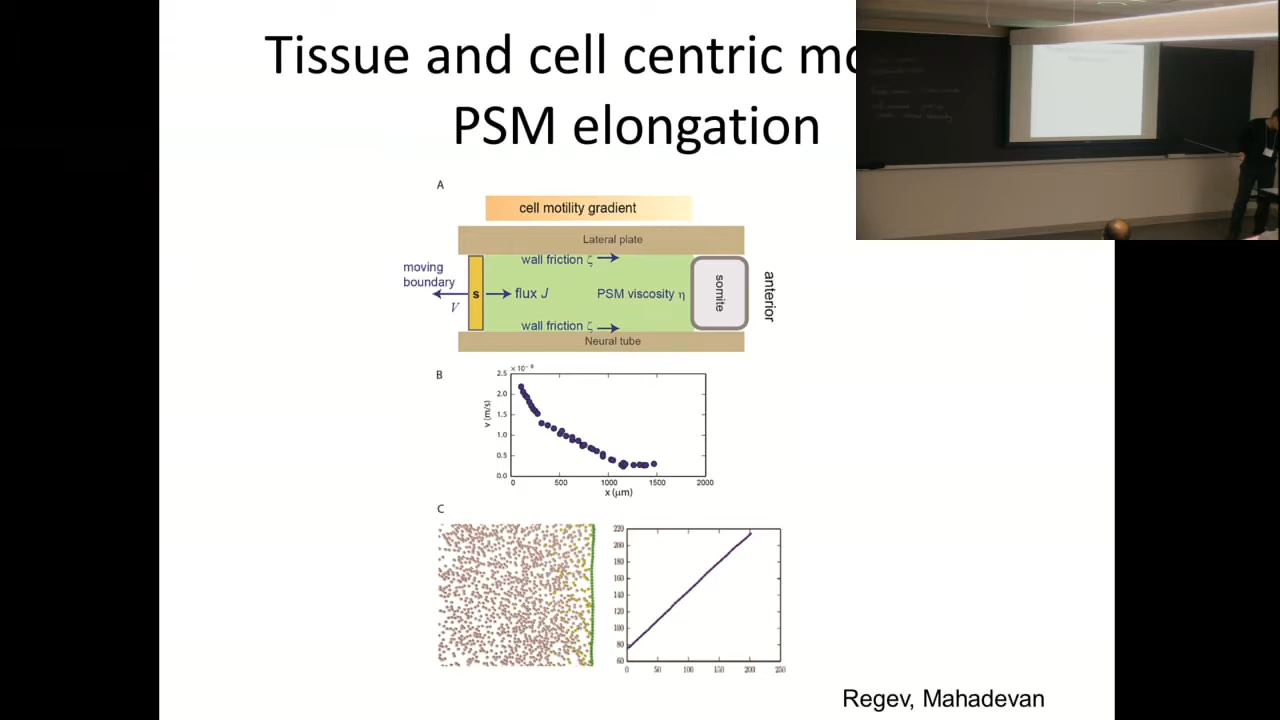 Tissue and cell centric mo
PSM elongation
A
cell motility gradient
Lateral plate
wall friction ζ
moving
boundary
V
s
flux J
PSM viscosity η
somite
anterior
wall friction ζ
Neural tube
B
× 10⁻⁸
2.5
2.0
1.5
1.0
0.5
0.0
v (m/s)
0 500 1000 1500 2000
x (μm)
C
220
200
180
160
140
120
100
80
60
0 50 100 150 200 250
Regev, Mahadevan